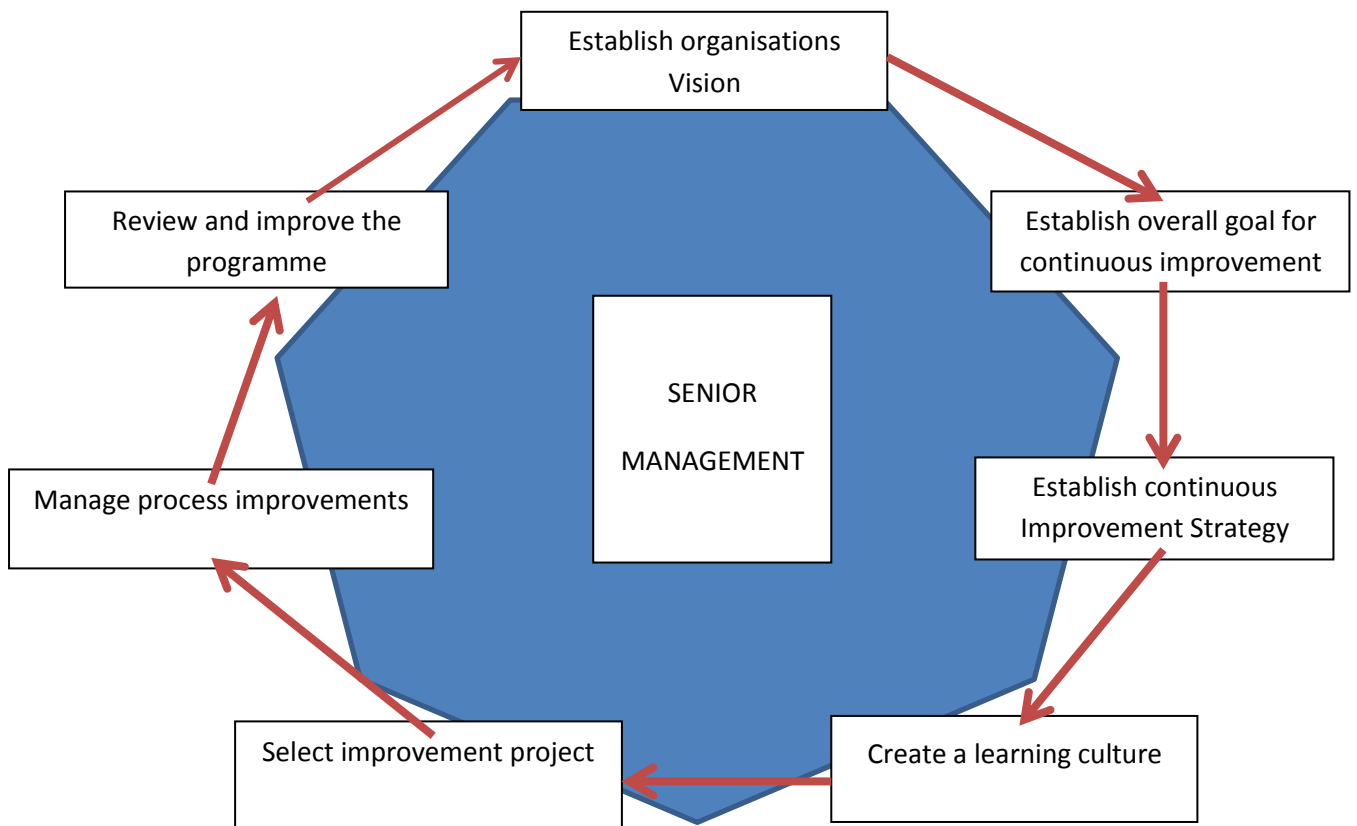 Establish organisations
Vision
Review and improve the
programme
Establish overall goal for
continuous improvement
SENIOR
MANAGEMENT
Manage process improvements
Establish continuous
Improvement Strategy
Select improvement project
Create a learning culture